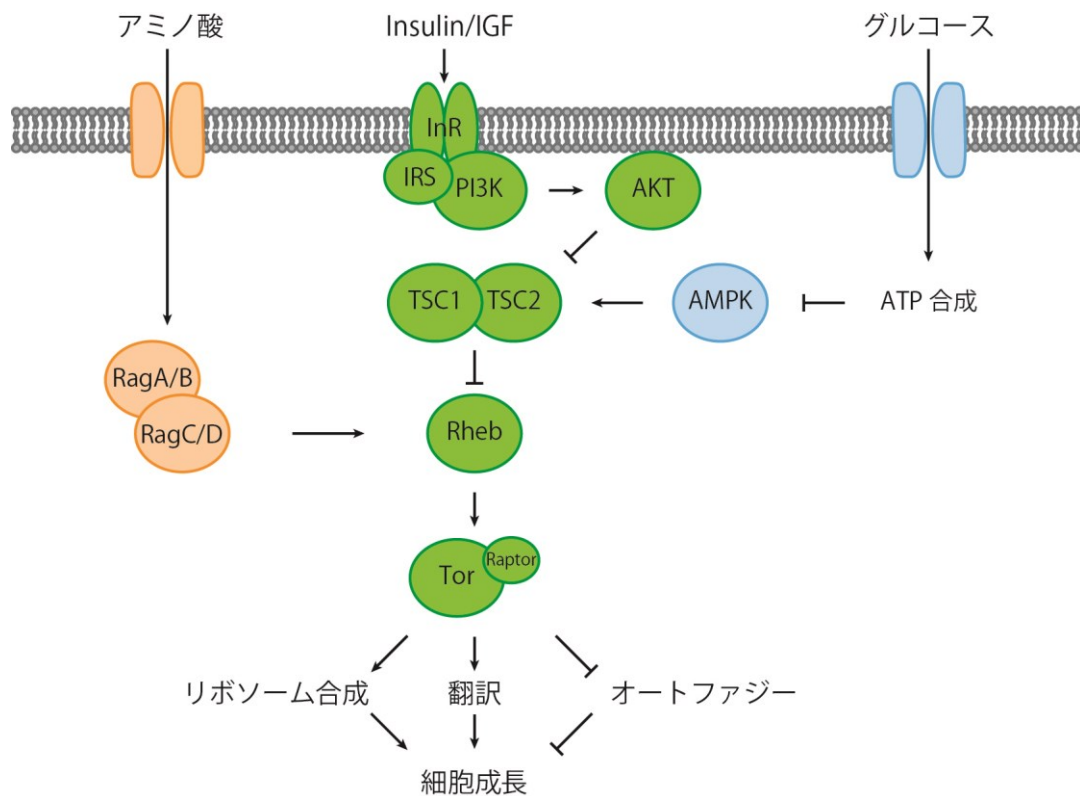 アミノ酸
Insulin/IGF
グルコース
InR
IRS
PI3K
AKT
TSC1
TSC2
AMPK
ATP 合成
RagA/B
RagC/D
Rheb
Tor
Raptor
リボソーム合成
翻訳
オートファジー
細胞成長